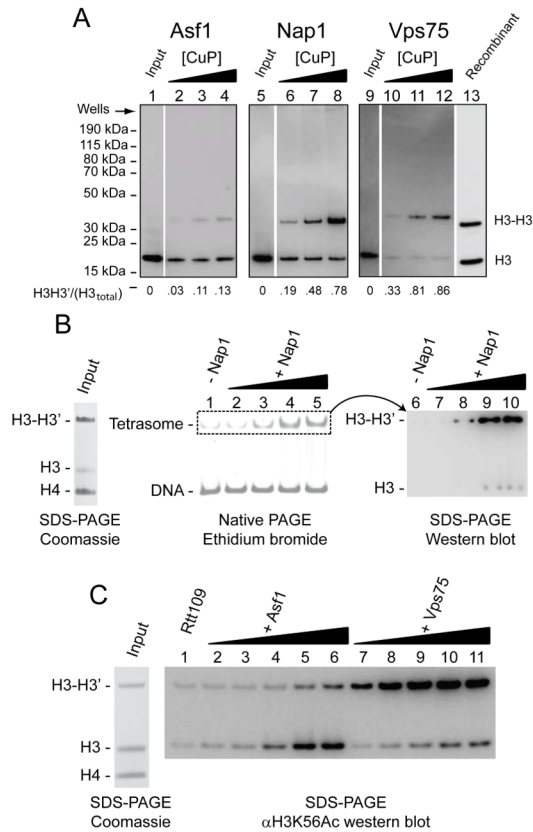 A
Asf1 Nap1 Vps75
Input [CuP] Input [CuP] Input [CuP] Recombinant
1 2 3 4 5 6 7 8 9 10 11 12 13
Wells
190 kDa
115 kDa
80 kDa
70 kDa
50 kDa
30 kDa H3-H3
25 kDa
H3
15 kDa
H3H3'/(H3total) 0 .03 .11 .13 0 .19 .48 .78 0 .33 .81 .86
B
Input - Nap1 + Nap1 - Nap1 + Nap1
1 2 3 4 5 6 7 8 9 10
H3-H3' - Tetrasome - H3-H3' -
H3 -
H4 - DNA - H3 -
SDS-PAGE Native PAGE SDS-PAGE
Coomassie Ethidium bromide Western blot
C
Input Rtt109 + Asf1 + Vps75
1 2 3 4 5 6 7 8 9 10 11
H3-H3' -
H3 -
H4 -
SDS-PAGE SDS-PAGE
Coomassie αH3K56Ac western blot